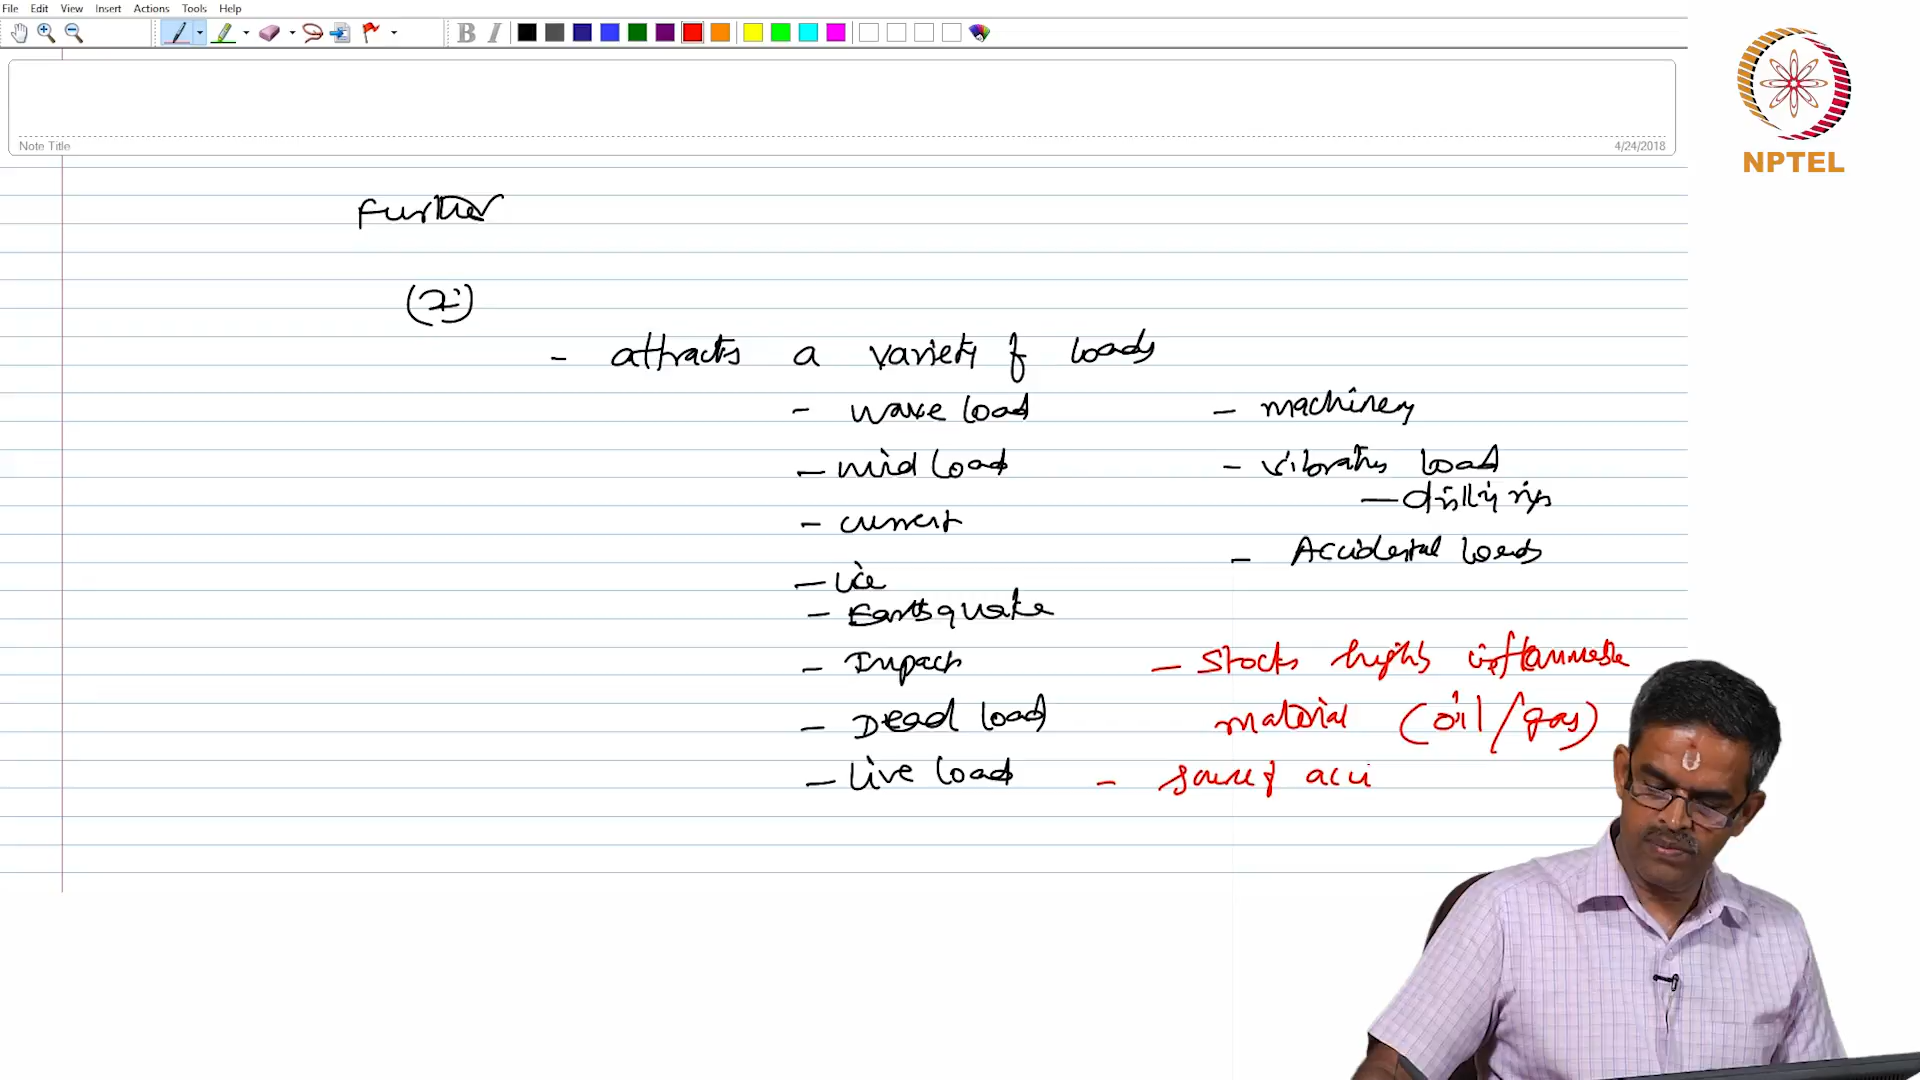 File Edit View Insert Actions Tools Help
B I
Note Title
4/24/2018
NPTEL
Further
- attracts a variety of loads
- wave load
- wind load
- current
- ice
- Earthquake
- Impact
- Dead load
- Live load
- machinery
- vibrating load
- drilling rigs
- Accidental loads
- stocks highly inflammable
material (oil/gas)
- source of acci